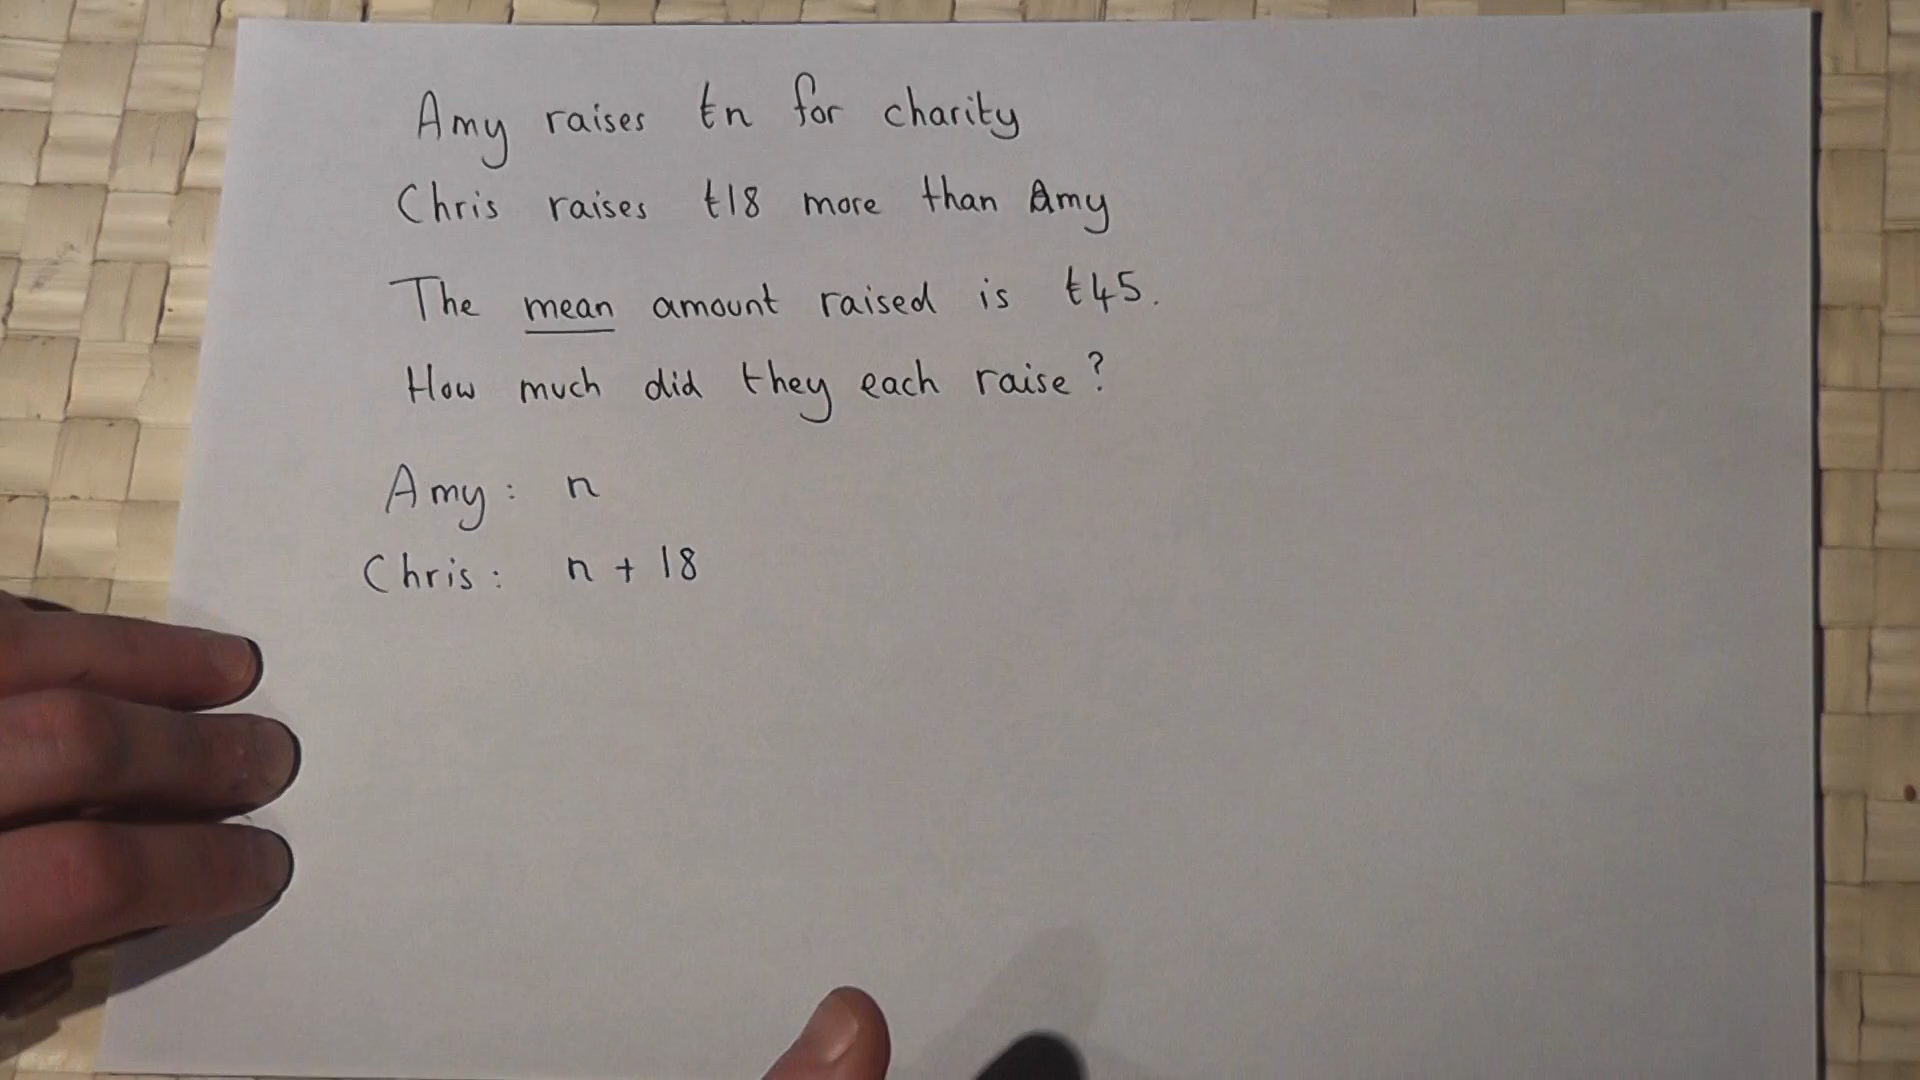 Amy raises £n for charity
Chris raises £18 more than Amy
The mean amount raised is £45.
How much did they each raise?
Amy: n
Chris: n + 18